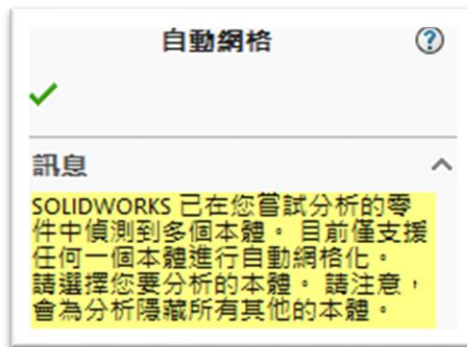 自動網格
訊息
SOLIDWORKS 已在您嘗試分析的零
件中偵測到多個本體。 目前僅支援
任何一個本體進行自動網格化。
請選擇您要分析的本體。 請注意，
會為分析隱藏所有其他的本體。